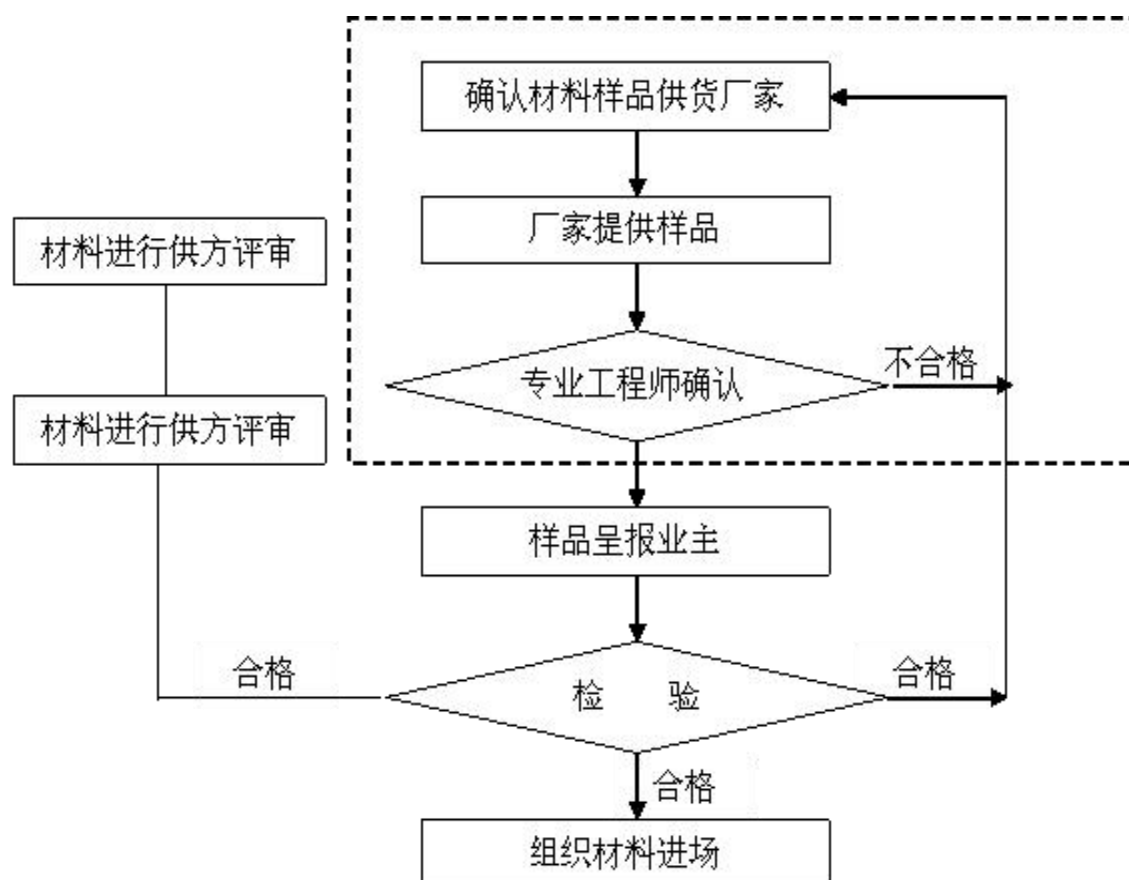 确认材料样品供货厂家
厂家提供样品
材料进行供方评审
专业工程师确认
不合格
材料进行供方评审
样品呈报业主
合格
检 验
合格
合格
组织材料进场